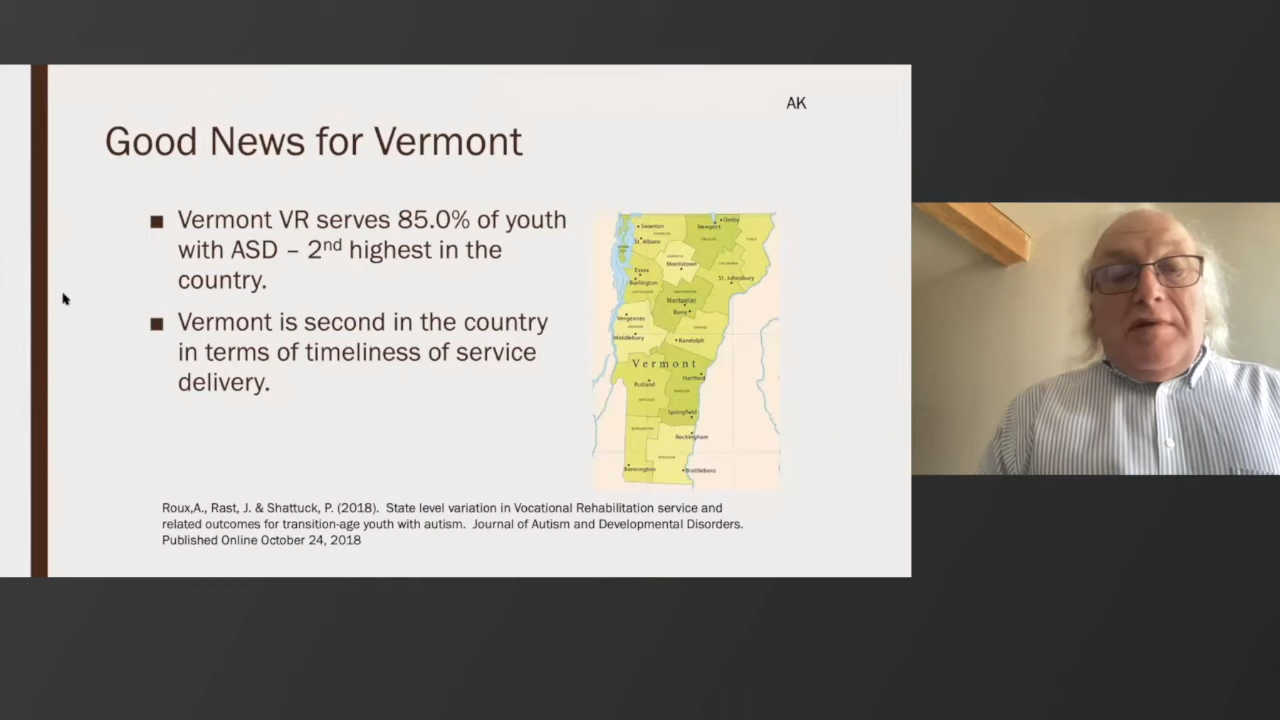 AK
Good News for Vermont
■ Vermont VR serves 85.0% of youth
with ASD – 2nd highest in the
country.
■ Vermont is second in the country
in terms of timeliness of service
delivery.
Derby
Swanton
Newport
St. Albans
Morristown
Essex
St. Johnsbury
Burlington
Montpelier
Barre
Vergennes
Middlebury
Randolph
Vermont
Hartford
Rutland
Springfield
Rockingham
Bennington
Brattleboro
Roux,A., Rast, J. & Shattuck, P. (2018). State level variation in Vocational Rehabilitation service and
related outcomes for transition-age youth with autism. Journal of Autism and Developmental Disorders.
Published Online October 24, 2018